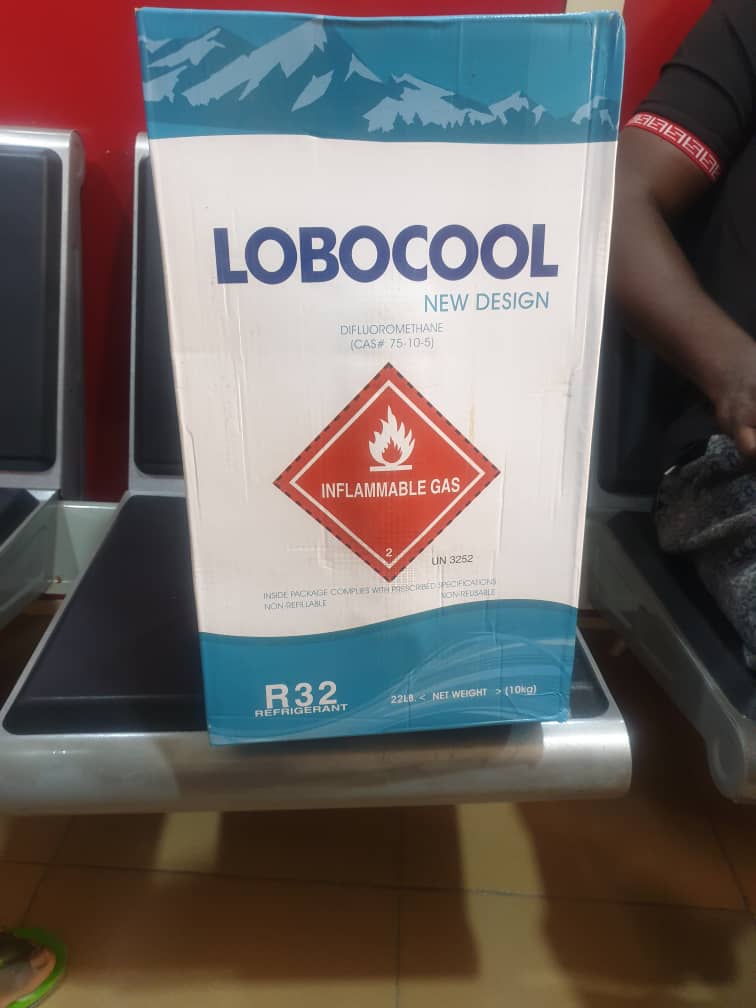 LOBOCOOL
NEW DESIGN
DIFLUOROMETHANE
(CAS#: 75-10-5)
INFLAMMABLE GAS
2
UN 3252
INSIDE PACKAGE COMPLIES WITH PRESCRIBED SPECIFICATIONS
NON-REFILLABLE NON-REUSABLE
R32
REFRIGERANT
22LB. < NET WEIGHT > (10kg)